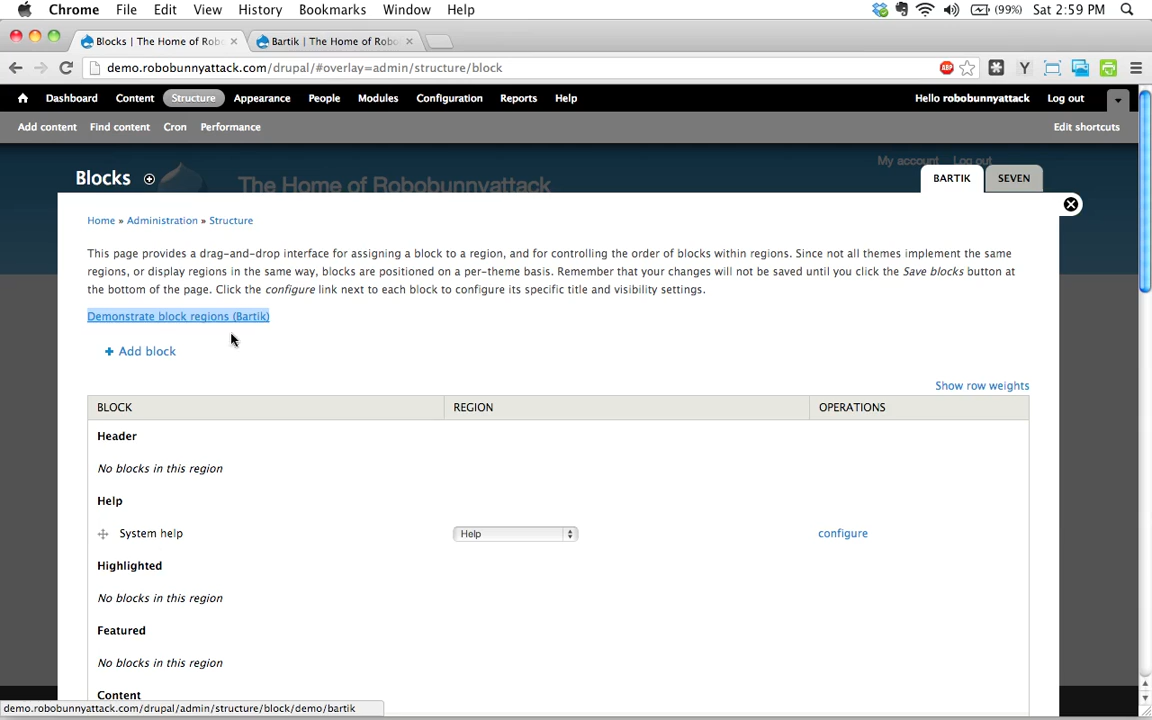 Chrome File Edit View History Bookmarks Window Help (99%) Sat 2:59 PM
Blocks | The Home of Rob Bartik | The Home of Robo
demo.robobunnyattack.com/drupal/#overlay=admin/structure/block ABP Y
Dashboard Content Structure Appearance People Modules Configuration Reports Help Hello robobunnyattack Log out
Add content Find content Cron Performance Edit shortcuts
My account Log out
Blocks The Home of Robobunnyattack BARTIK SEVEN
Home » Administration » Structure
This page provides a drag-and-drop interface for assigning a block to a region, and for controlling the order of blocks within regions. Since not all themes implement the
same regions, or display regions in the same way, blocks are positioned on a per-theme basis. Remember that your changes will not be saved until you click the Save blocks button at
the bottom of the page. Click the configure link next to each block to configure its specific title and visibility settings.
Demonstrate block regions (Bartik)
Add block
Show row weights
BLOCK REGION OPERATIONS
Header
No blocks in this region
Help
System help Help configure
Highlighted
No blocks in this region
Featured
No blocks in this region
Content
demo.robobunnyattack.com/drupal/admin/structure/block/demo/bartik